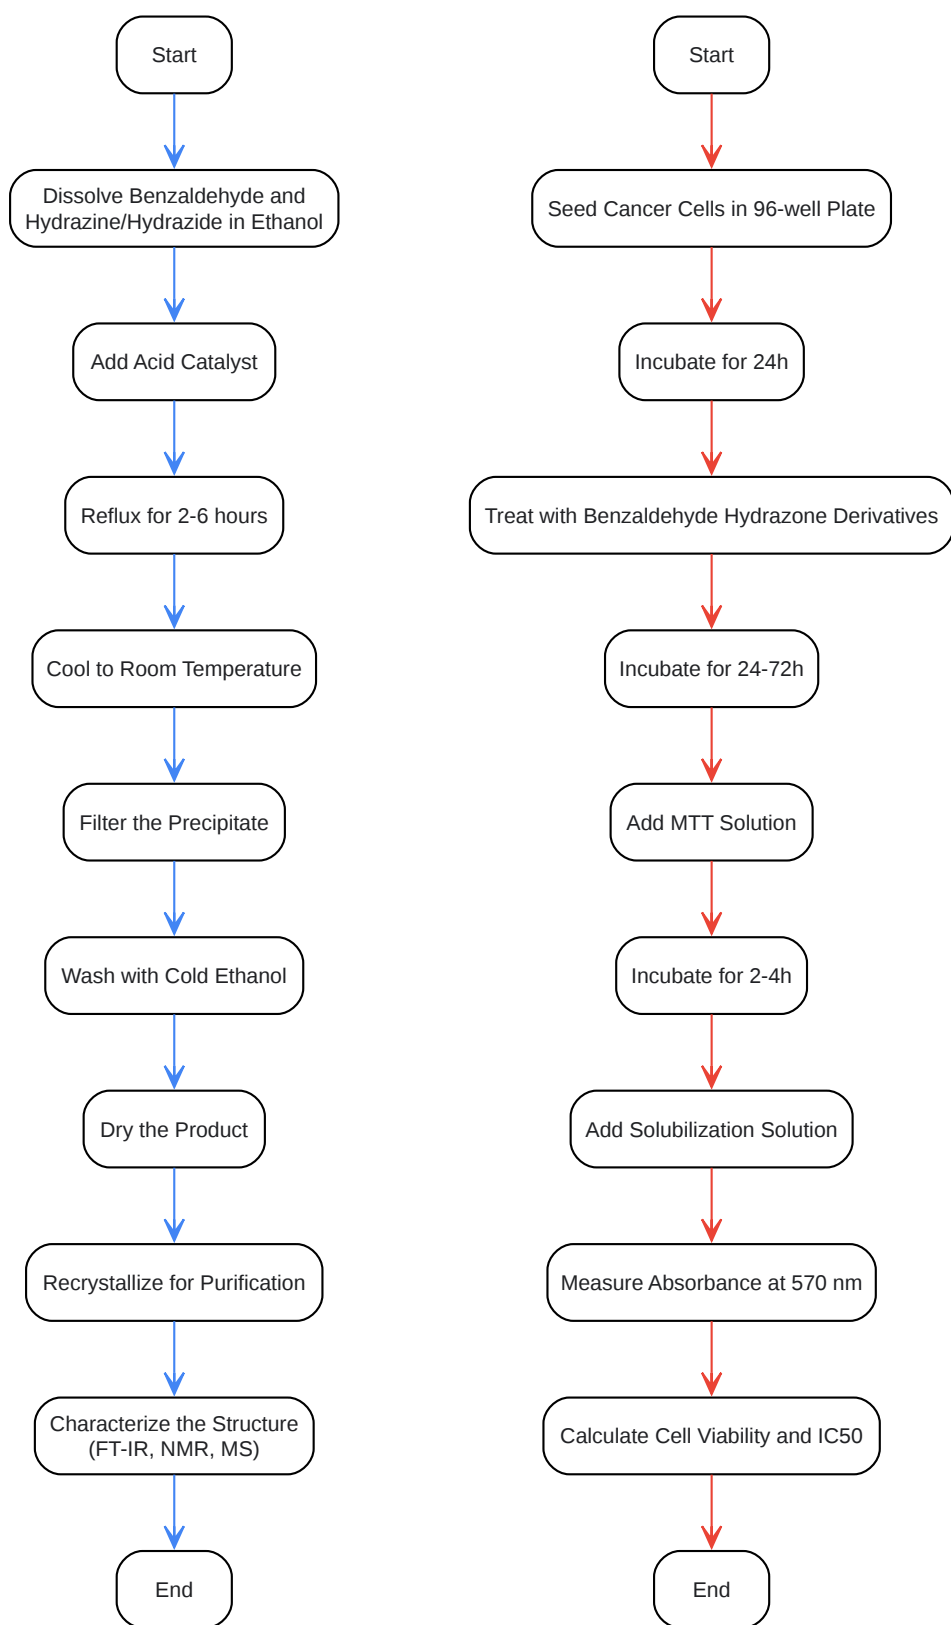 Start
Dissolve Benzaldehyde and
Hydrazine/Hydrazide in Ethanol
Add Acid Catalyst
Reflux for 2-6 hours
Cool to Room Temperature
Filter the Precipitate
Wash with Cold Ethanol
Dry the Product
Recrystallize for Purification
Characterize the Structure
(FT-IR, NMR, MS)
End
Start
Seed Cancer Cells in 96-well Plate
Incubate for 24h
Treat with Benzaldehyde Hydrazone Derivatives
Incubate for 24-72h
Add MTT Solution
Incubate for 2-4h
Add Solubilization Solution
Measure Absorbance at 570 nm
Calculate Cell Viability and IC50
End